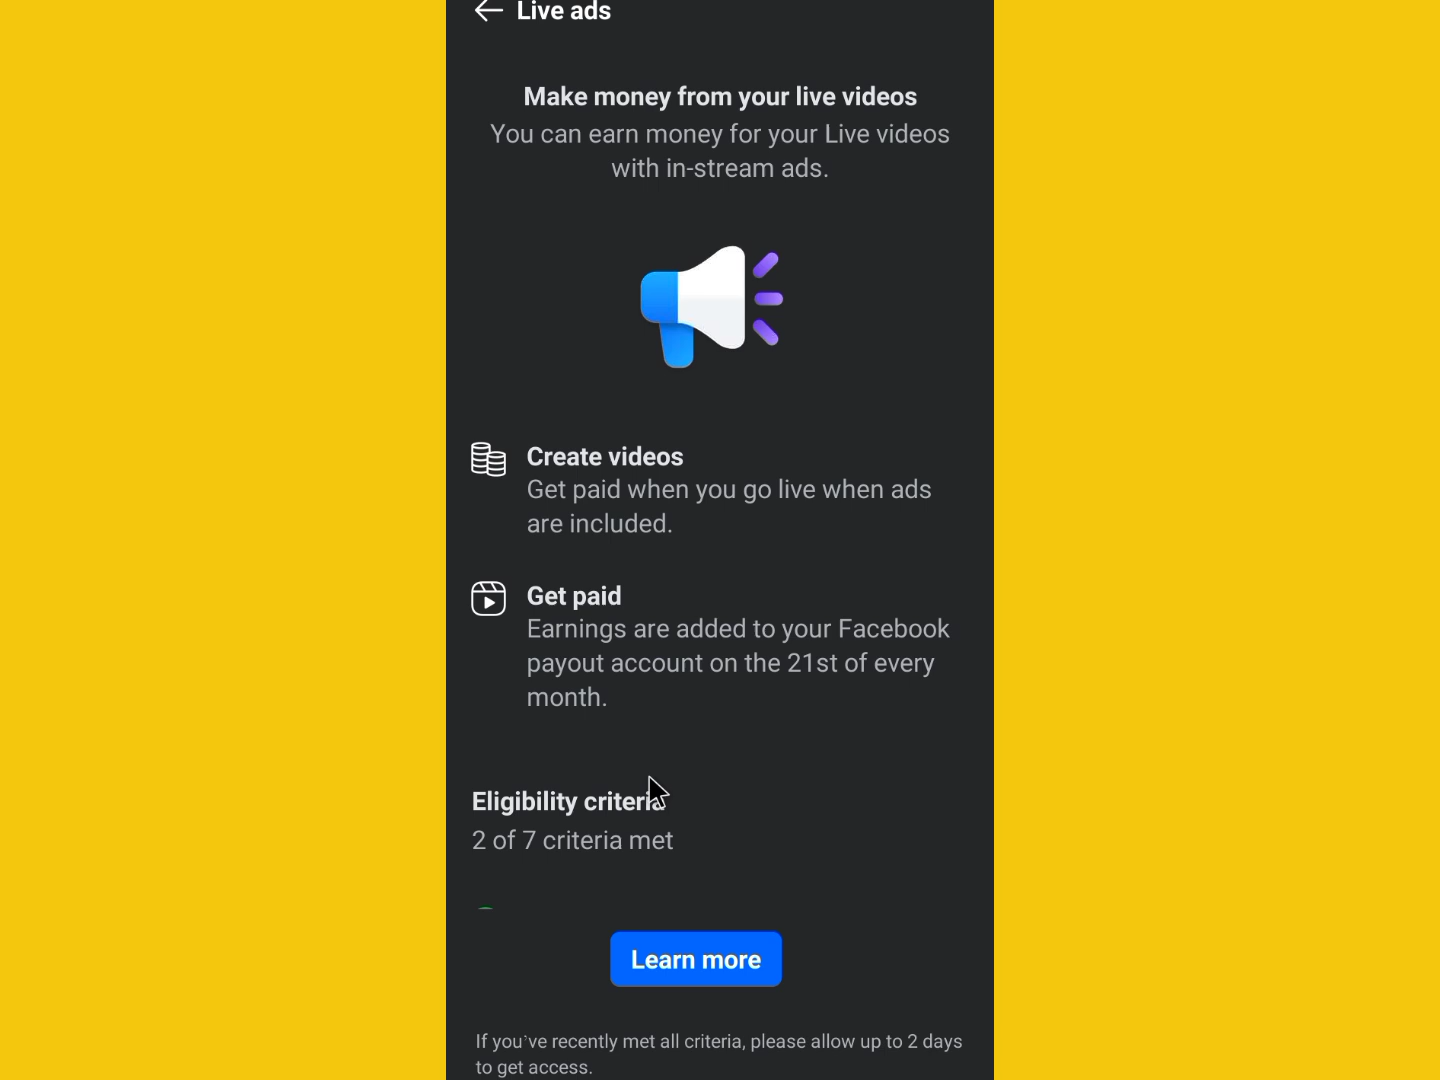 Live ads
Make money from your live videos
You can earn money for your Live videos
with in-stream ads.
Create videos
Get paid when you go live when ads
are included.
Get paid
Earnings are added to your Facebook
payout account on the 21st of every
month.
Eligibility criteria
2 of 7 criteria met
Learn more
If you've recently met all criteria, please allow up to 2 days
to get access.